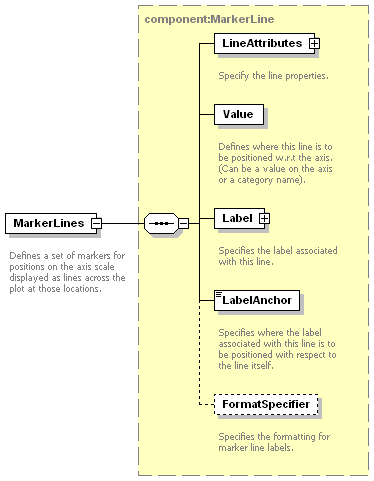 component:MarkerLine
LineAttributes
Specify the line properties.
Value
Defines where this line is to
be positioned w.r.t the axis.
(Can be a value on the axis
or a category name).
MarkerLines
Defines a set of markers for
positions on the axis scale
displayed as lines across the
plot at those locations.
Label
Specifies the label associated
with this line.
LabelAnchor
Specifies where the label
associated with this line is to
be positioned with respect to
the line itself.
FormatSpecifier
Specifies the formatting for
marker line labels.